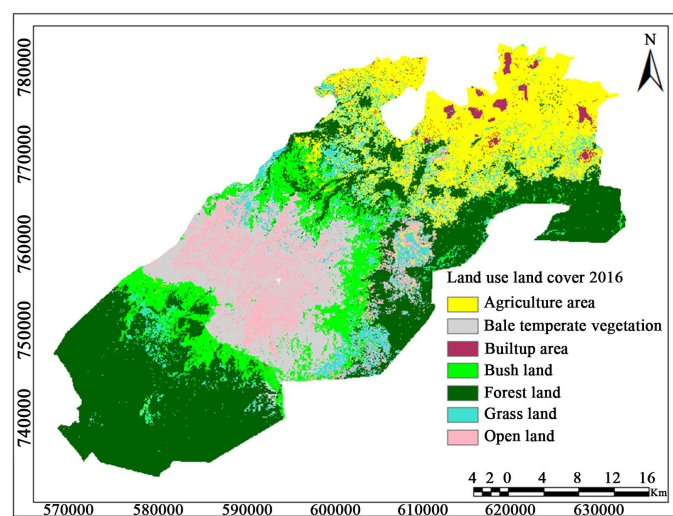 N
780000
770000
760000
750000
740000
Land use land cover 2016
Agriculture area
Bale temperate vegetation
Builtup area
Bush land
Forest land
Grass land
Open land
4 2 0 4 8 12 16
Km
570000 580000 590000 600000 610000 620000 630000